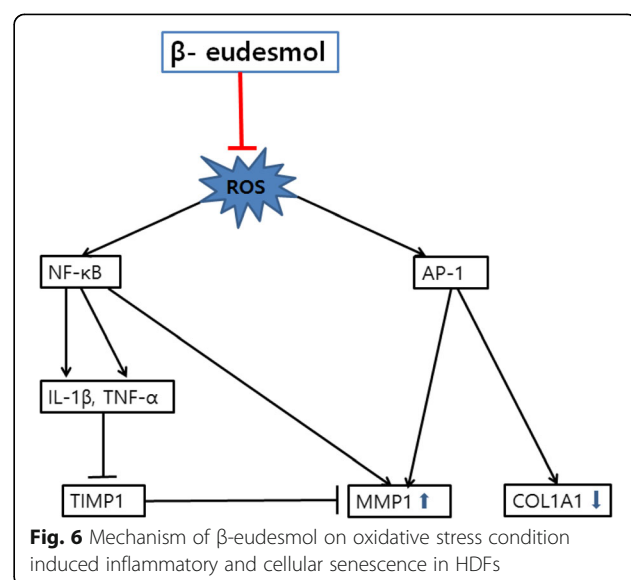 β- eudesmol
ROS
NF-κB
AP-1
IL-1β, TNF-α
TIMP1
MMP1
COL1A1
Fig. 6 Mechanism of β-eudesmol on oxidative stress condition
induced inflammatory and cellular senescence in HDFs